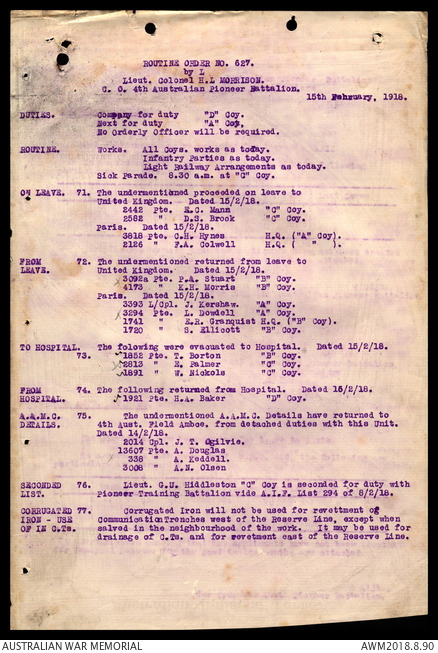 ROUTINE ORDER NO. 627.
by L
Lieut. Colonel H.L MORRISON.
C. O. 4th Australian Pioneer Battalion.
15th February, 1918.
DUTIES. Company for duty "D" Coy.
Next for duty "A" Coy.
No Orderly Officer will be required.
ROUTINE. Works. All Coys. works as today.
Infantry Parties as today.
Light Railway Arrangements as today.
Sick Parade. 8.30 a.m. at "C" Coy.
ON LEAVE. 71. The undermentioned proceeded on leave to
United Kingdom. Dated 15/2/18.
2442 Pte. E.C. Mann "C" Coy.
2582 " D.S. Brook "C" Coy.
Paris. Dated 15/2/18.
3818 Pte. C.H. Hynes H.Q. ("A" Coy).
2126 " F.A. Colwell H.Q. ( " ).
FROM 72. The undermentioned returned from leave to
LEAVE. United Kingdom. Dated 15/2/18.
3092a Pte. P.A. Stuart "B" Coy.
4173 " K.H. Morris "B" Coy.
Paris. Dated 15/2/18.
3393 L/Cpl. J. Kershaw. "A" Coy.
3294 Pte. L. Dowdell "A" Coy.
1741 " E.R. Granquist H.Q. ("B" Coy).
1720 " S. Ellicott "B" Coy.
TO HOSPITAL. The folowing were evacuated to Hospital. Dated 15/2/18.
73. 1852 Pte. T. Borton "B" Coy.
2813 " E. Palmer "C" Coy.
1891 " W. Nickols "C" Coy.
FROM 74. The following returned from Hospital. Dated 15/2/18.
HOSPITAL. 1921 Pte. H.A. Baker "D" Coy.
A.A.M.C. 75. The undermentioned A.A.M.C. Details have returned to
DETAILS. 4th Aust. Field Ambce. from detached duties with this Unit.
Dated 14/2/18.
2014 Cpl. J. T. Ogilvie.
13607 Pte. A. Douglas
338 " A. Keddell.
3008 " A.N. Olsen
SECONDED 76. Lieut. G.N. Hiddleston "C" Coy is seconded for duty with
LIST. Pioneer Training Battalion vide A.I.F. List 294 of 8/2/18.
CORRUGATED 77. Corrugated Iron will not be used for revettment of
IRON - USE Communication trenches west of the Reserve Line, except when
OF IN C.Ts. salved in the neighbourhood of the work. It may be used for
drainage of C.Ts. and for revetment east of the Reserve Line.
AUSTRALIAN WAR MEMORIAL AWM2018.8.90